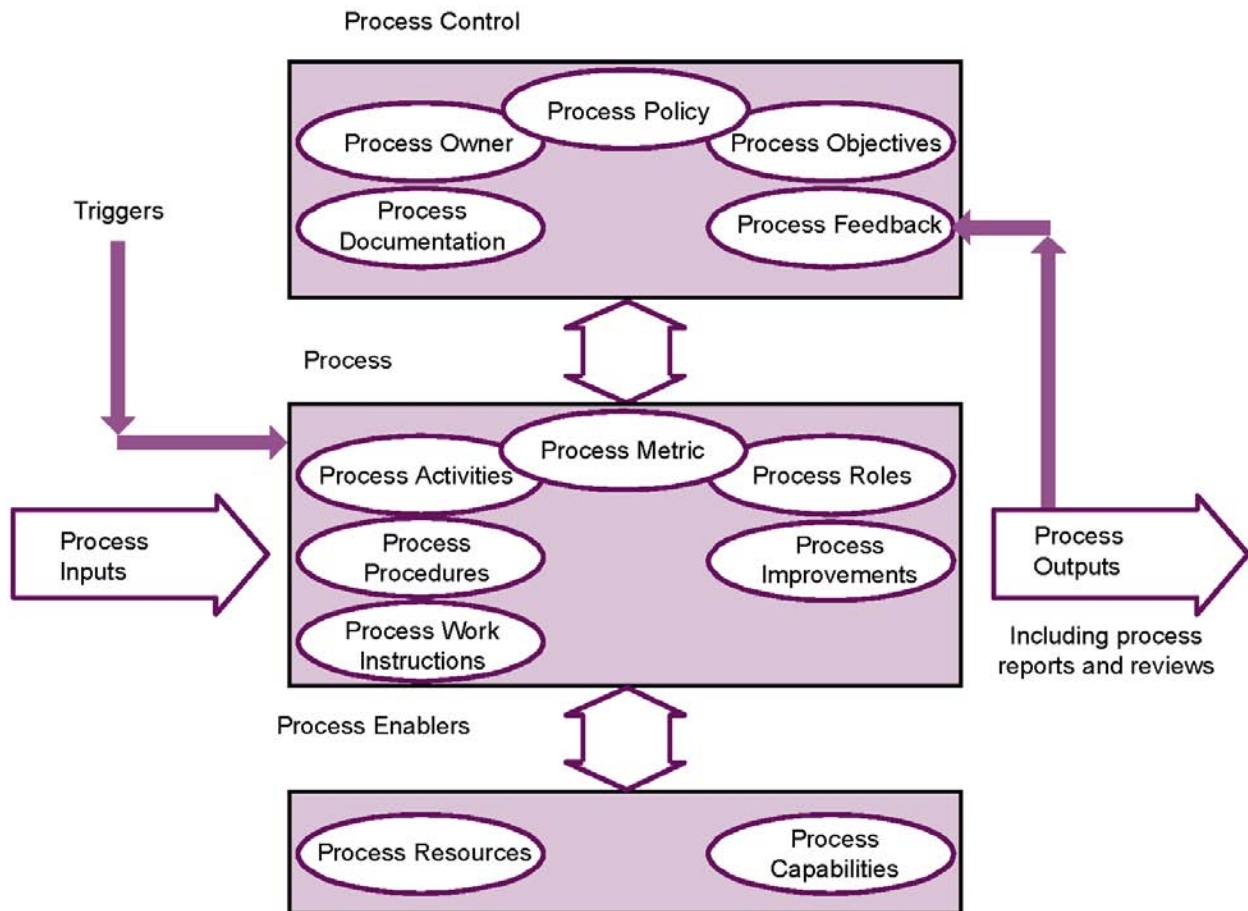 Process Control
Process Policy
Process Owner
Process Objectives
Process
Documentation
Process Feedback
Triggers
Process
Process Metric
Process Activities
Process Roles
Process
Procedures
Process
Improvements
Process Work
Instructions
Process
Inputs
Process
Outputs
Including process
reports and reviews
Process Enablers
Process Resources
Process
Capabilities